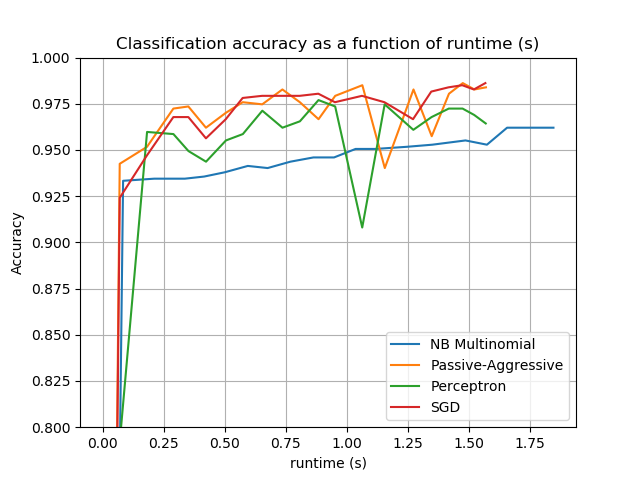 Classification accuracy as a function of runtime (s)
1.000
0.975
0.950
0.925
0.900
0.875
0.850
0.825
0.800
Accuracy
NB Multinomial
Passive-Aggressive
Perceptron
SGD
0.00 0.25 0.50 0.75 1.00 1.25 1.50 1.75
runtime (s)